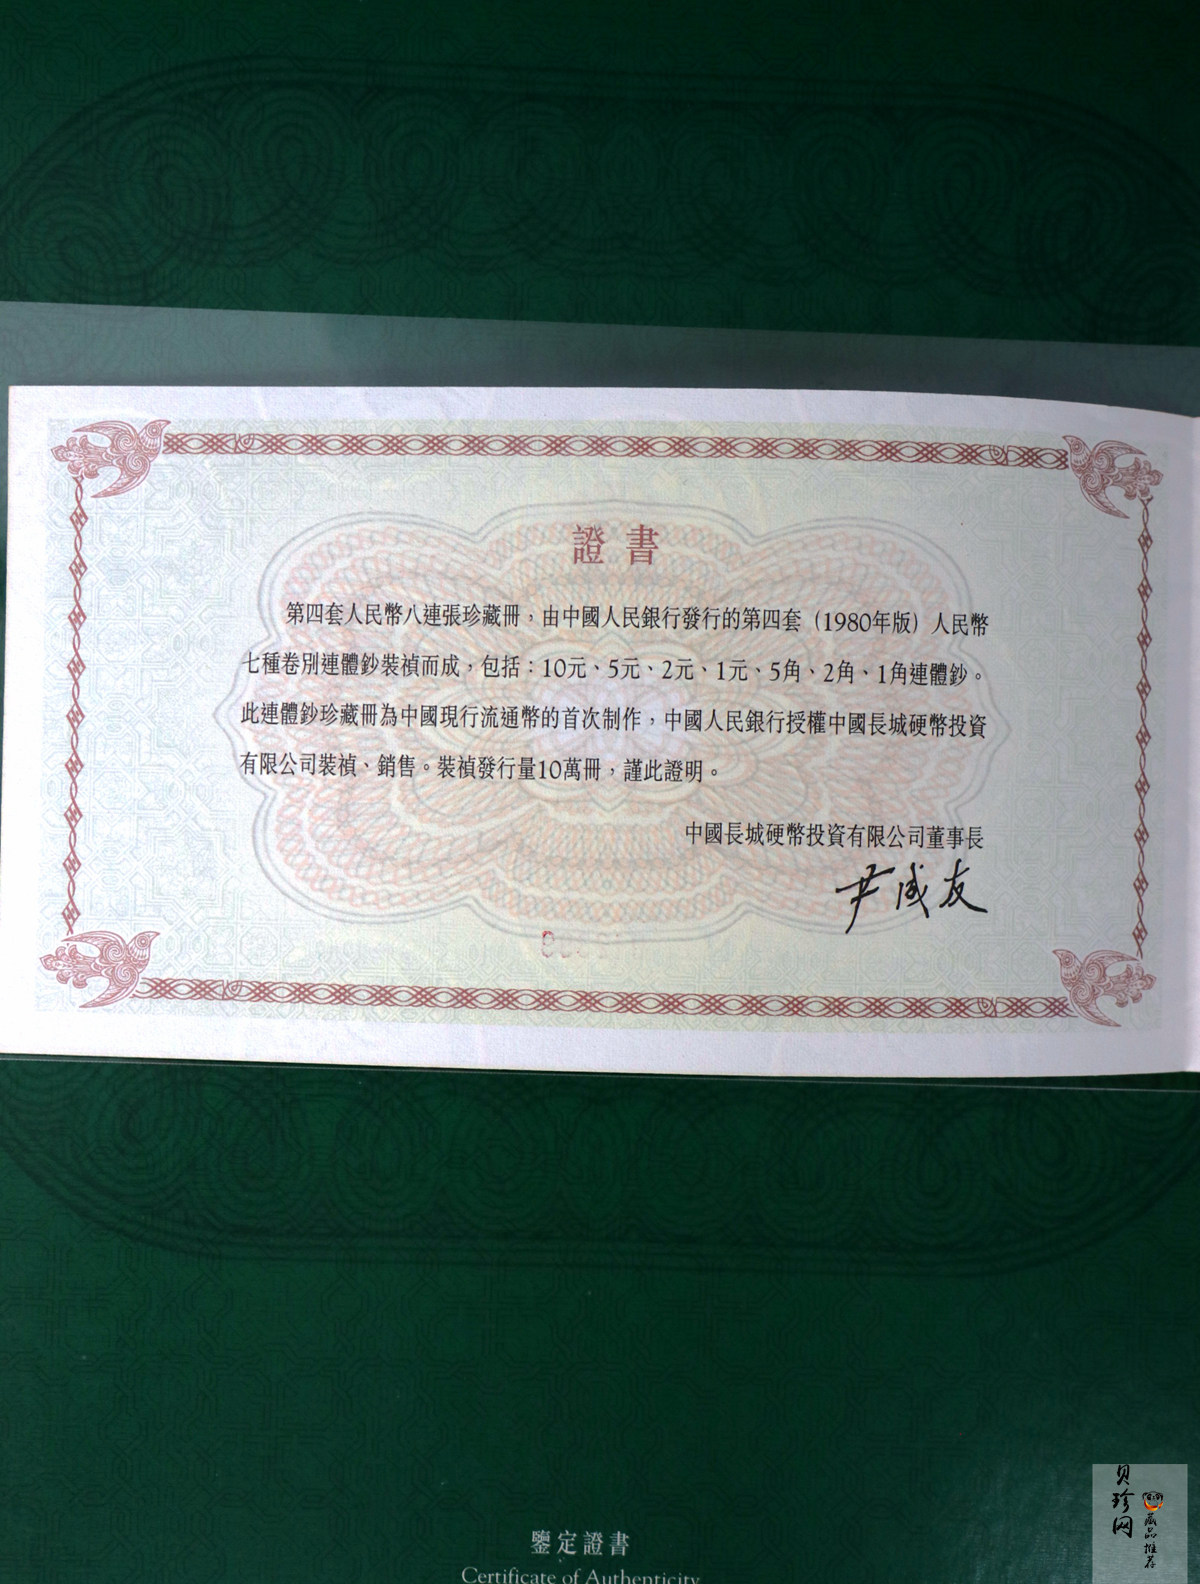 證書
第四套人民幣八連張珍藏冊，由中國人民銀行發行的第四套（1980年版）人民幣
七種卷別連體鈔裝禎而成，包括：10元、5元、2元、1元、5角、2角、1角連體鈔。
此連體鈔珍藏冊為中國現行流通幣的首次制作，中國人民銀行授權中國長城硬幣投資
有限公司裝禎、銷售。裝禎發行量10萬冊，謹此證明。
中國長城硬幣投資有限公司董事長
尹成友
鑒定證書
Certificate of Authenticity
贝珍网
藏品推荐